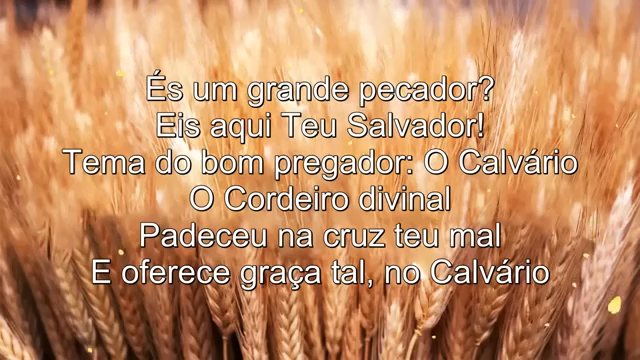 És um grande pecador?
Eis aqui Teu Salvador!
Tema do bom pregador: O Calvário
O Cordeiro divinal
Padeceu na cruz teu mal
E oferece graça tal, no Calvário